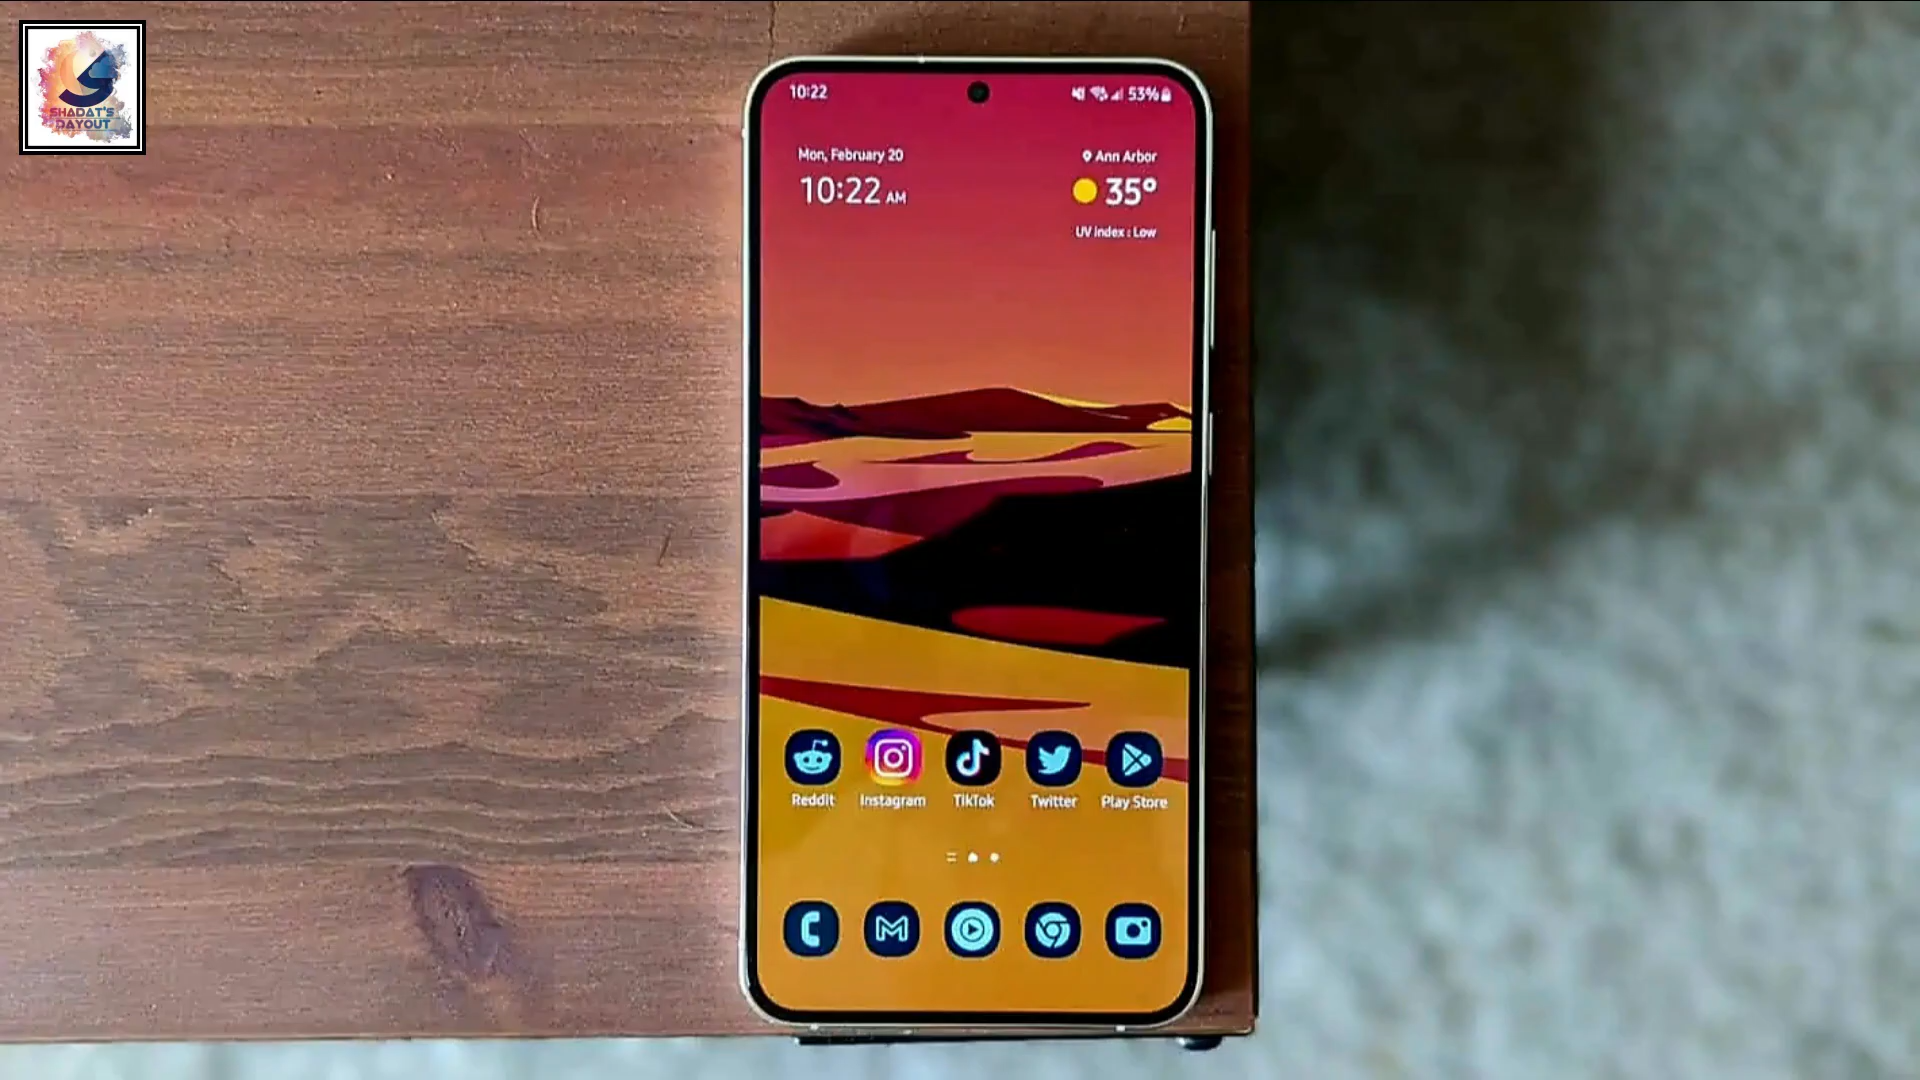 SHADAT'S
DAYOUT
10:22
53%
Mon, February 20
10:22 AM
Ann Arbor
35°
UV index : Low
Reddit
Instagram
TikTok
Twitter
Play Store